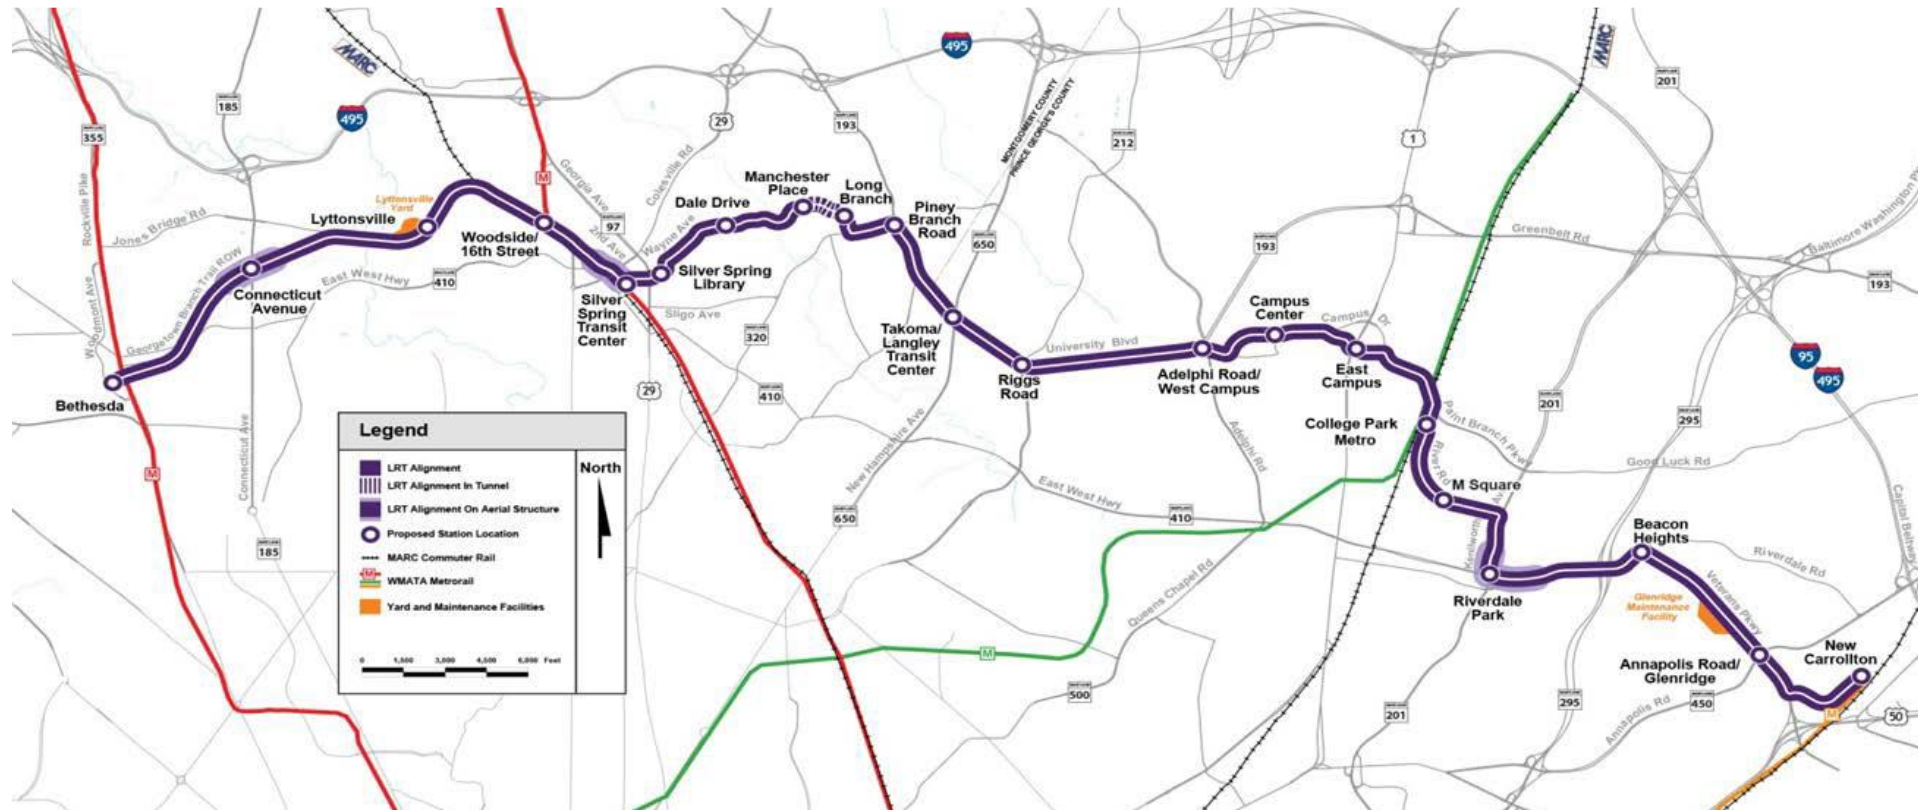 MARC
MARC
495
201
355
185
495
29
193
MONTGOMERY COUNTY
PRINCE GEORGE'S COUNTY
212
1
Rockville Pike
Jones Bridge Rd
Lyttonsville
Yard
Lyttonsville
M
Georgia Ave
97
2nd Ave
Colesville Rd
Wayne Ave
Dale Drive
Manchester
Place
Long
Branch
Piney
Branch
Road
650
193
Greenbelt Rd
Baltimore Washington
193
Woodside/
16th Street
Georgetown Branch Trail ROW
Woodmont Ave
East West Hwy
410
Connecticut
Avenue
Silver
Spring
Transit
Center
Silver Spring
Library
Sligo Ave
320
Takoma/
Langley
Transit
Center
Riggs
Road
University Blvd
Adelphi Road/
West Campus
Campus
Center
Campus Dr
East
Campus
95
495
Bethesda
29
410
Connecticut Ave
M
New Hampshire Ave
650
Adelphi Rd
College Park
Metro
Paint Branch Pkwy
River Rd
201
295
Good Luck Rd
M Square
Kenilworth Av
Capital Beltway
East West Hwy
410
Beacon
Heights
Riverdale Rd
185
Queens Chapel Rd
Riverdale
Park
Veterans Pkwy
Glenridge
Maintenance
Facility
Annapolis Road/
Glenridge
New
Carrollton
M
500
201
295
Annapolis Rd
450
M
50
Legend
LRT Alignment
LRT Alignment In Tunnel
LRT Alignment On Aerial Structure
Proposed Station Location
MARC Commuter Rail
M
WMATA Metrorail
Yard and Maintenance Facilities
0 1,500 3,000 4,500 6,000 Feet
North